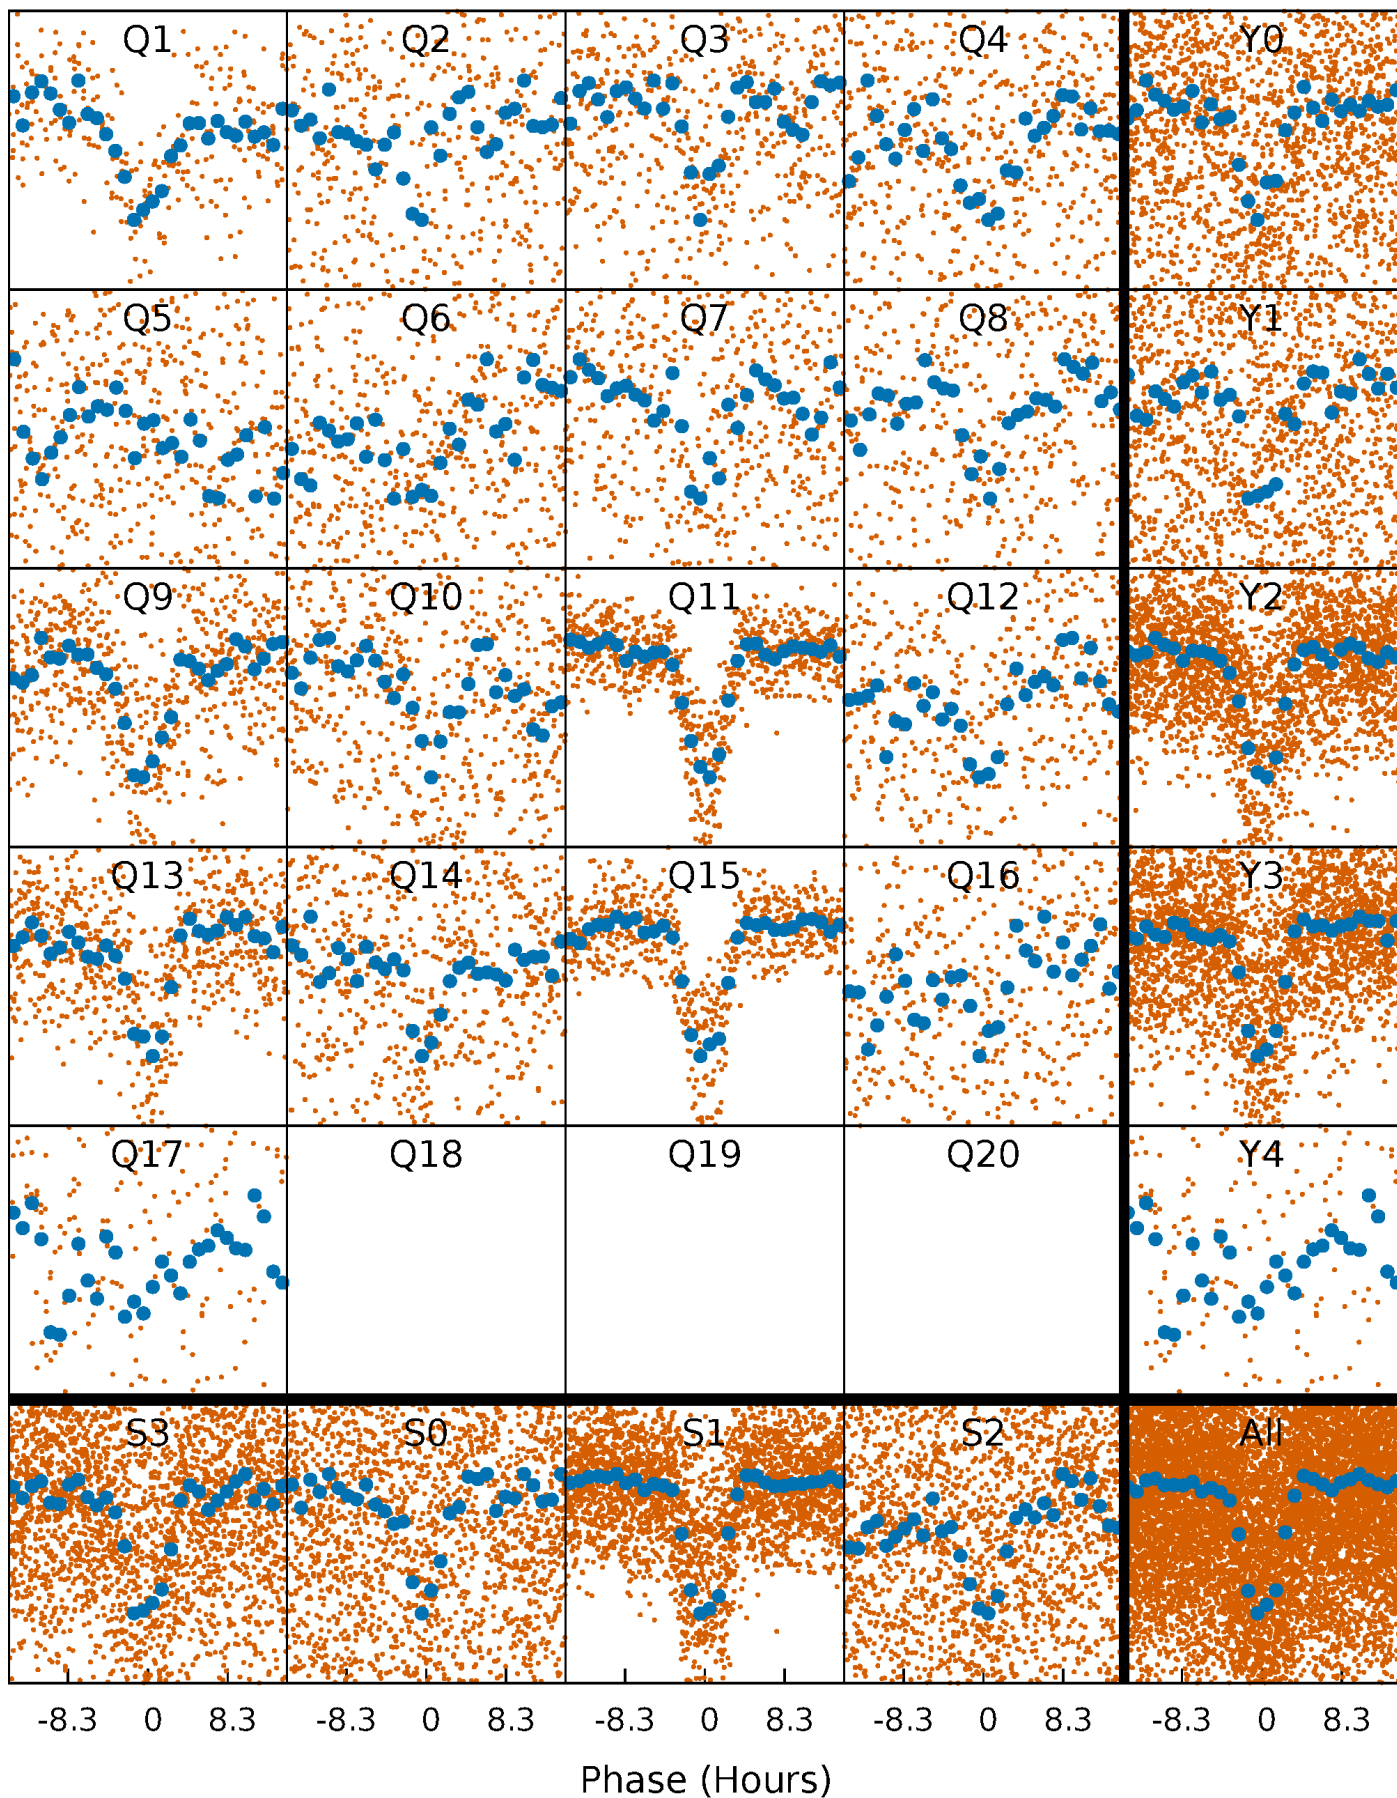 Q1 Q2 Q3 Q4 Y0
Q5 Q6 Q7 Q8 Y1
Q9 Q10 Q11 Q12 Y2
Q13 Q14 Q15 Q16 Y3
Q17 Q18 Q19 Q20 Y4
S3 S0 S1 S2 All
-8.3 0 8.3 -8.3 0 8.3 -8.3 0 8.3 -8.3 0 8.3 -8.3 0 8.3
Phase (Hours)